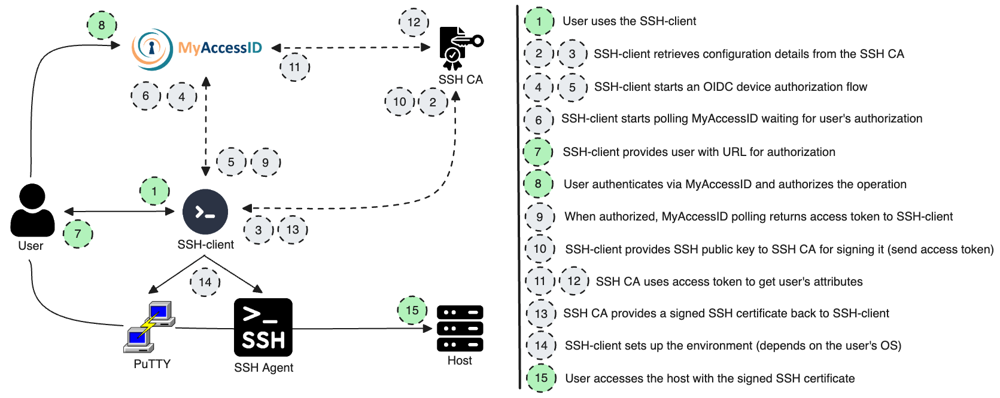 8
MyAccessID
12
11
SSH CA
6
4
10
2
5
9
1
7
User
SSH-client
3
13
14
>_
SSH
15
PuTTY
SSH Agent
Host
1 User uses the SSH-client
2 3 SSH-client retrieves configuration details from the SSH CA
4 5 SSH-client starts an OIDC device authorization flow
6 SSH-client starts polling MyAccessID waiting for user's authorization
7 SSH-client provides user with URL for authorization
8 User authenticates via MyAccessID and authorizes the operation
9 When authorized, MyAccessID polling returns access token to SSH-client
10 SSH-client provides SSH public key to SSH CA for signing it (send access token)
11 12 SSH CA uses access token to get user's attributes
13 SSH CA provides a signed SSH certificate back to SSH-client
14 SSH-client sets up the environment (depends on the user's OS)
15 User accesses the host with the signed SSH certificate